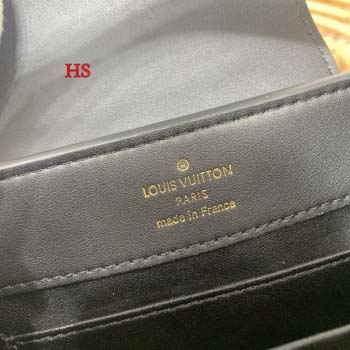 HS
®
LOUIS VUITTON
PARIS
made in France